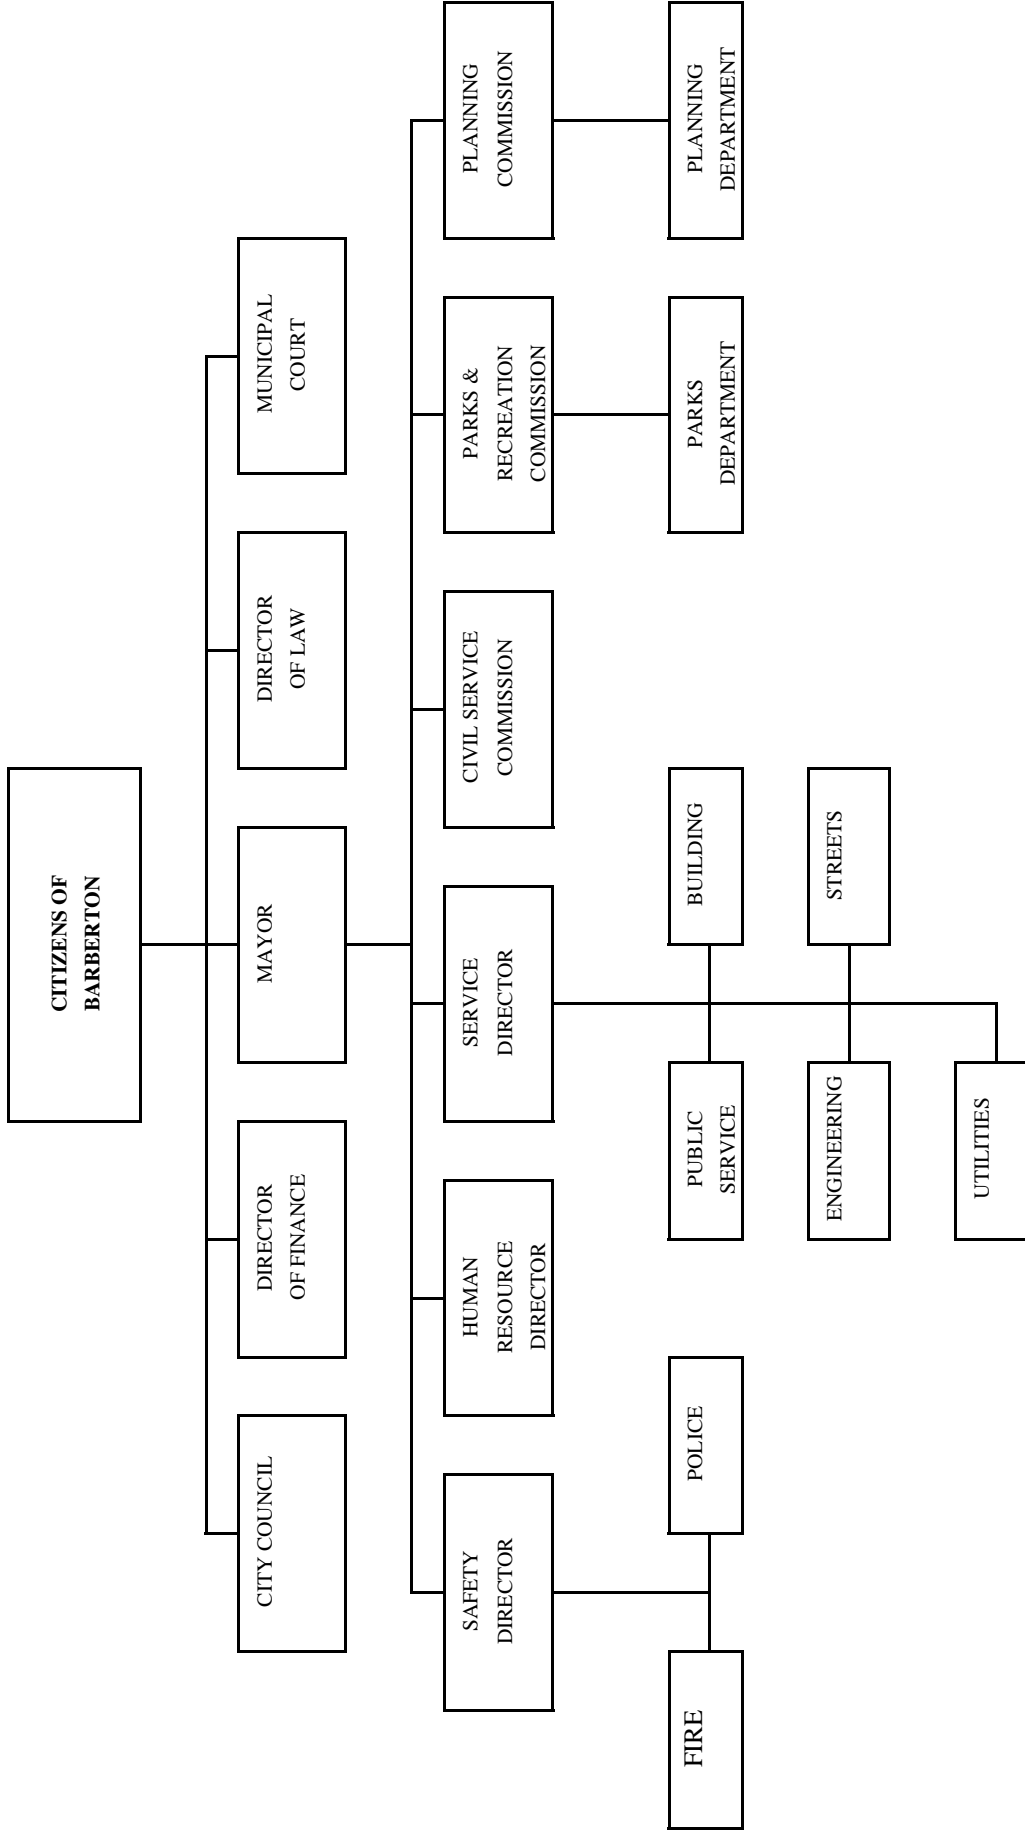 CITIZENS OF
BARBERTON
CITY COUNCIL
DIRECTOR
OF FINANCE
MAYOR
DIRECTOR
OF LAW
MUNICIPAL
COURT
SAFETY
DIRECTOR
HUMAN
RESOURCE
DIRECTOR
SERVICE
DIRECTOR
CIVIL SERVICE
COMMISSION
PARKS &
RECREATION
COMMISSION
PLANNING
COMMISSION
FIRE
POLICE
PUBLIC
SERVICE
BUILDING
PARKS
DEPARTMENT
PLANNING
DEPARTMENT
ENGINEERING
STREETS
UTILITIES